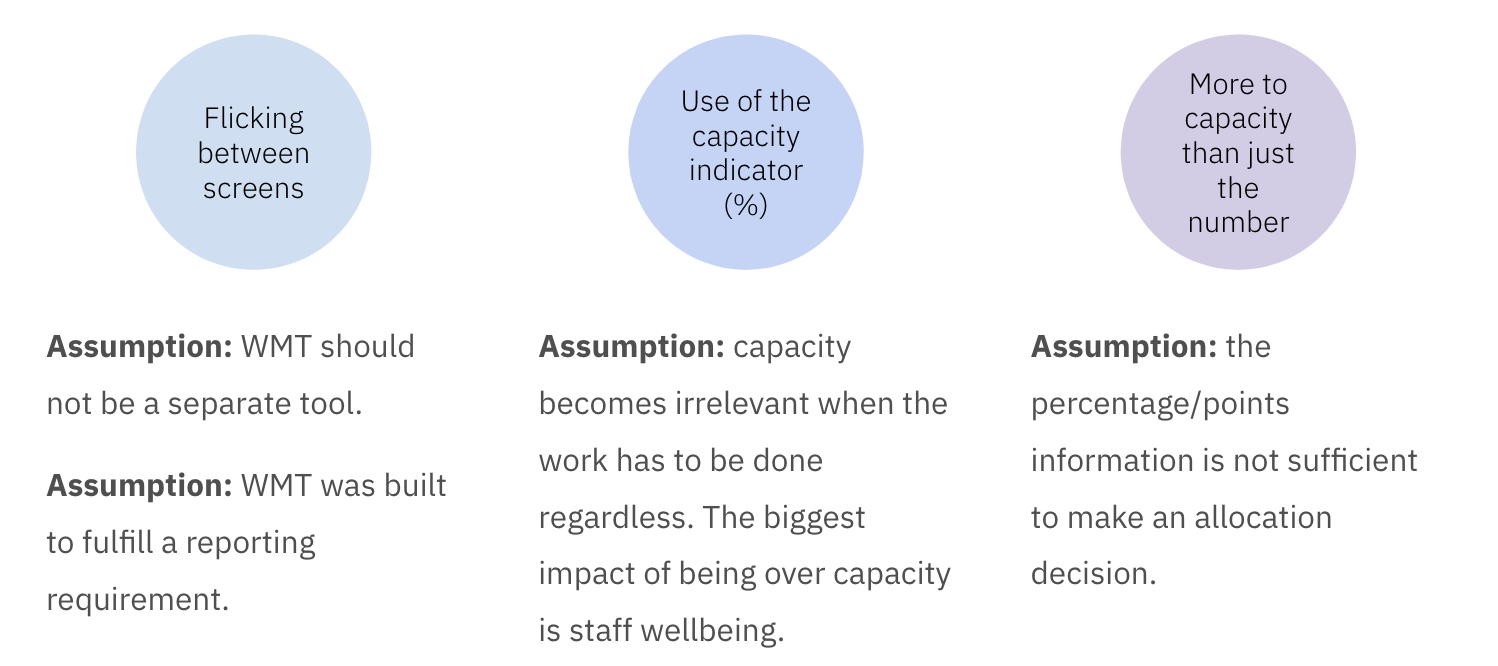 Flicking
between
screens
Assumption: WMT should
not be a separate tool.
Assumption: WMT was built
to fulfill a reporting
requirement.
Use of the
capacity
indicator
(%)
Assumption: capacity
becomes irrelevant when the
work has to be done
regardless. The biggest
impact of being over capacity
is staff wellbeing.
More to
capacity
than just
the
number
Assumption: the
percentage/points
information is not sufficient
to make an allocation
decision.